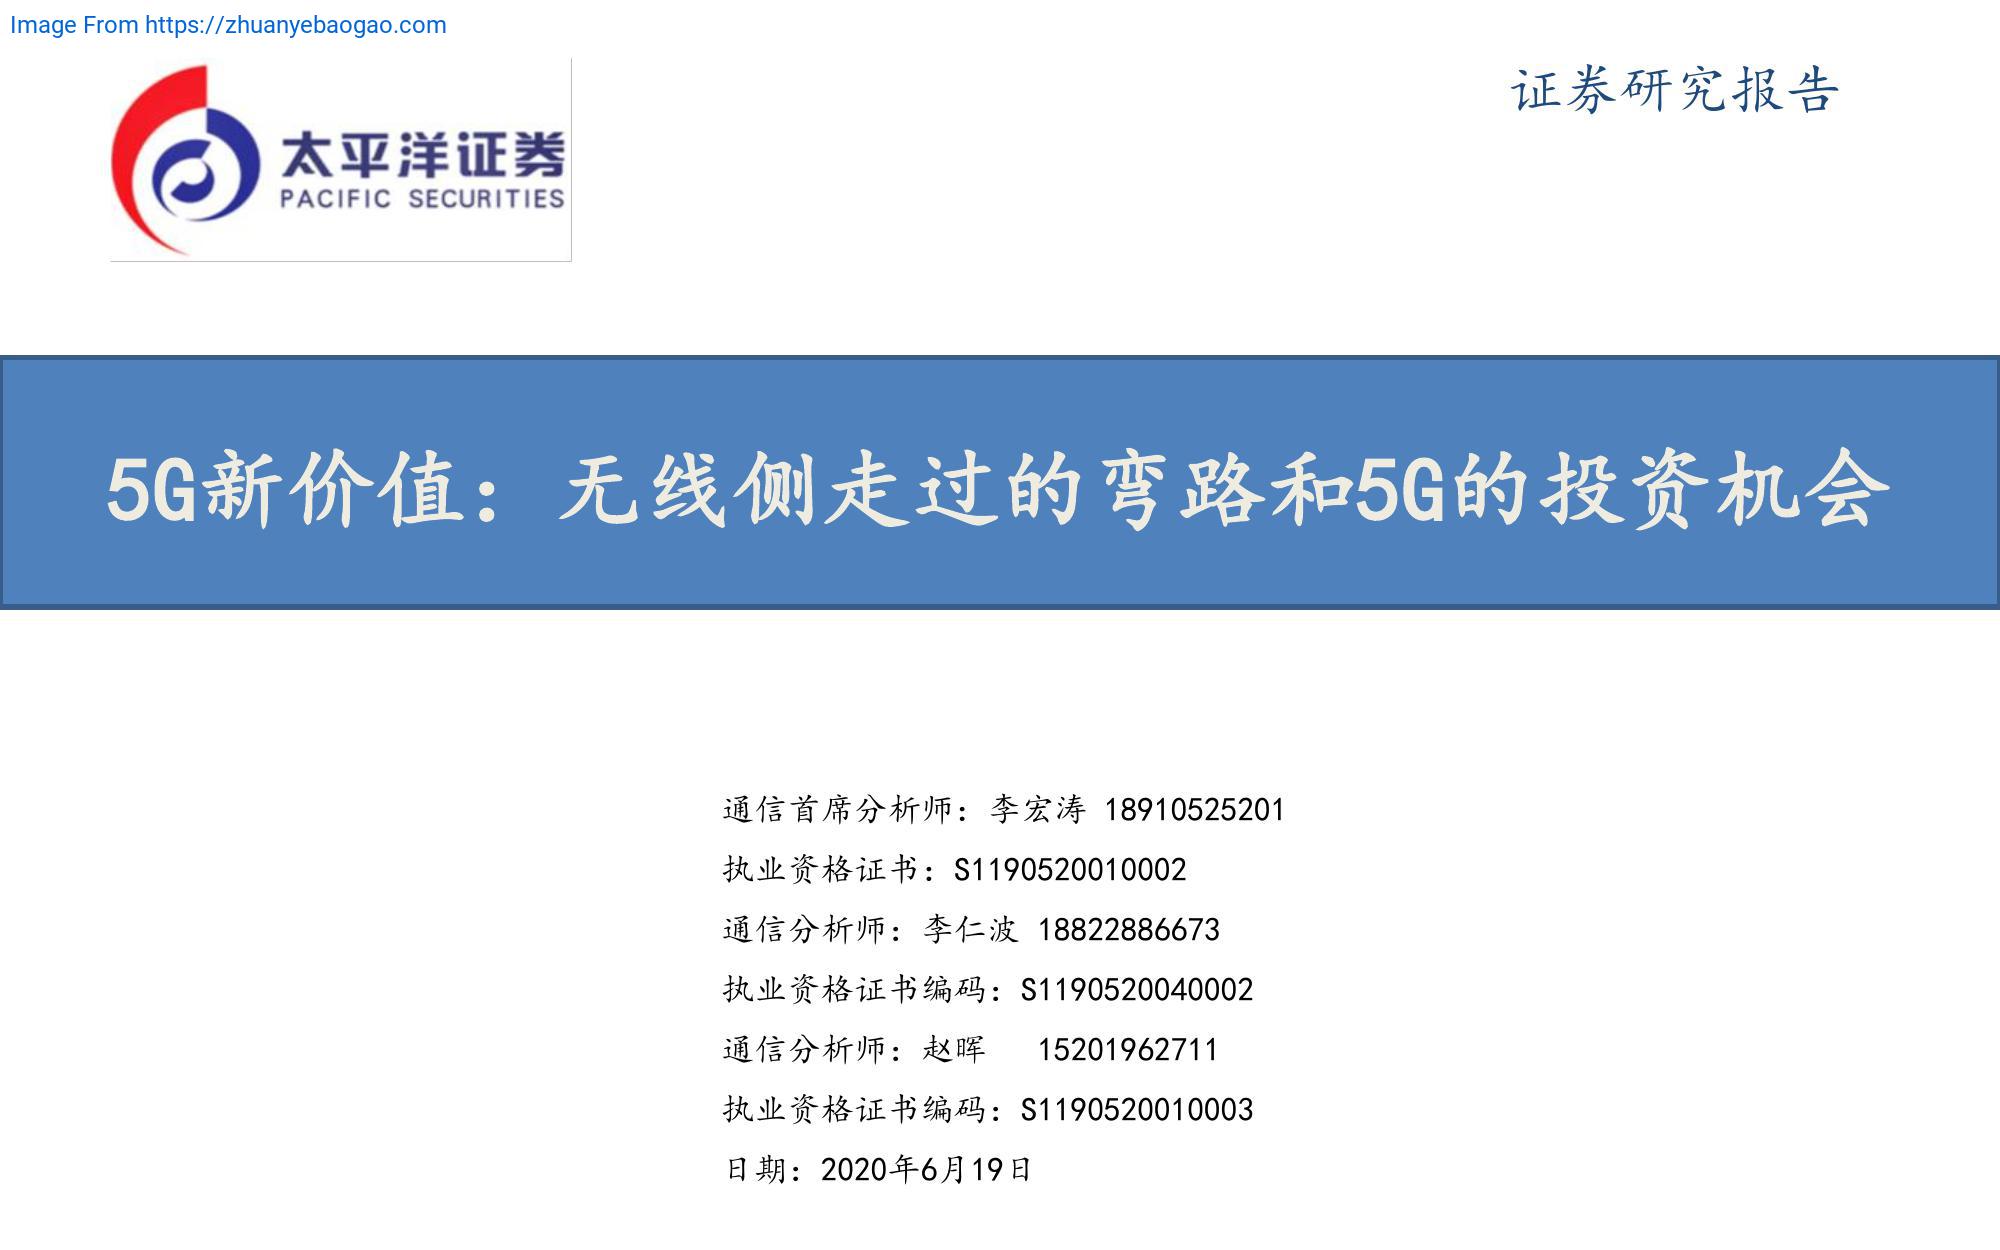 Image From https://zhuanyebaogao.com
证券研究报告
太平洋证券
PACIFIC SECURITIES
5G新价值：无线侧走过的弯路和5G的投资机会
通信首席分析师：李宏涛 18910525201
执业资格证书：S1190520010002
通信分析师：李仁波 18822886673
执业资格证书编码：S1190520040002
通信分析师：赵晖 15201962711
执业资格证书编码：S1190520010003
日期：2020年6月19日